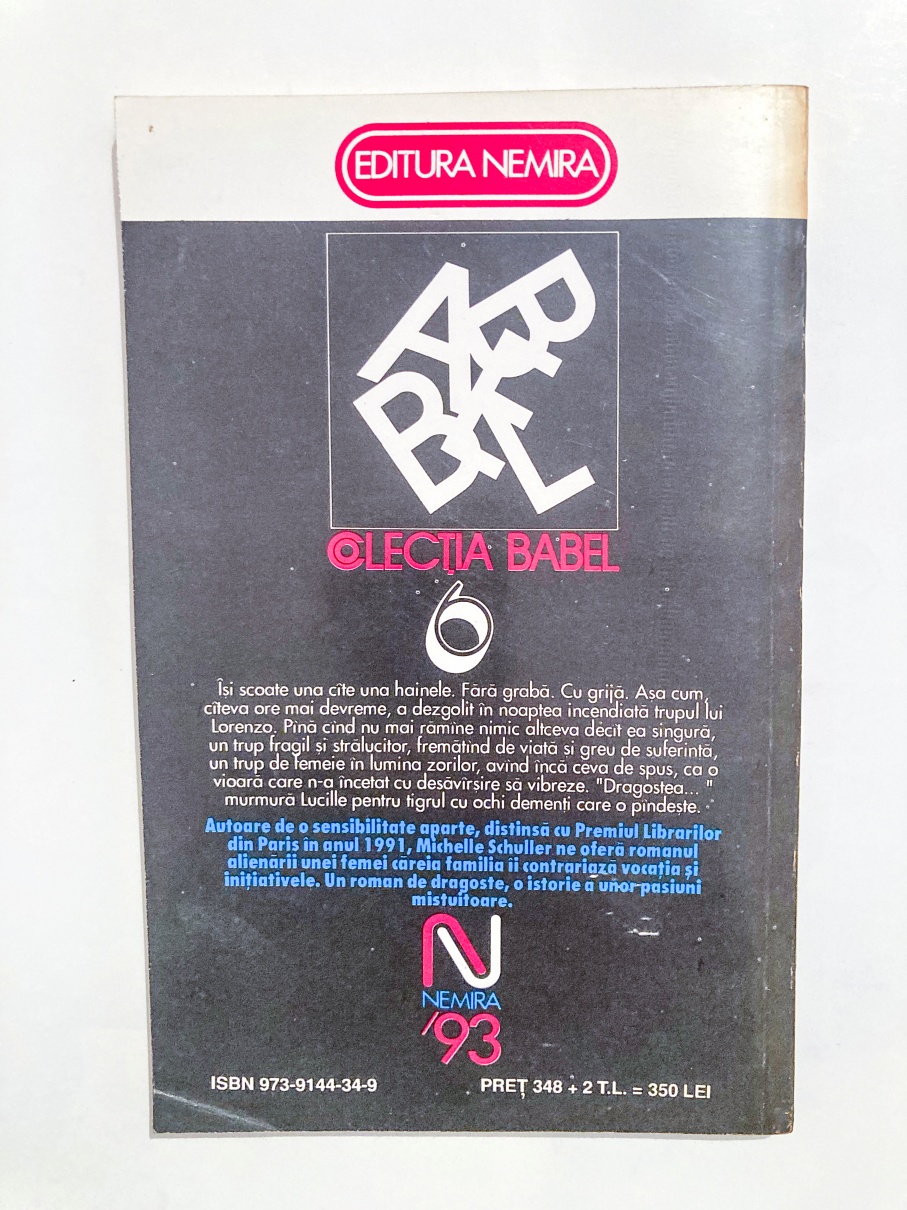 EDITURA NEMIRA
BABEL
COLECȚIA BABEL
6
Își scoate una cîte una hainele. Fără grabă. Cu grijă. Asa cum,
cîteva ore mai devreme, a dezgolit în noaptea incendiată trupul lui
Lorenzo. Pînă cînd nu mai rămîne nimic altceva decît ea singură,
un trup fragil și strălucitor, fremătînd de viată si greu de suferintă,
un trup de femeie în lumina zorilor, avînd încă ceva de spus, ca o
vioară care n-a încetat cu desăvîrsire să vibreze. "Dragostea... "
murmură Lucille pentru tigrul cu ochi dementi care o pîndește.
Autoare de o sensibilitate aparte, distinsă cu Premiul Librarilor
din Paris în anul 1991, Michelle Schuller ne oferă romanul
alienării unei femei căreia familia îi contrariază vocația și
inițiativele. Un roman de dragoste, o istorie a unor pasiuni
mistuitoare.
N
NEMIRA
'93
ISBN 973-9144-34-9
PREȚ 348 + 2 T.L. = 350 LEI